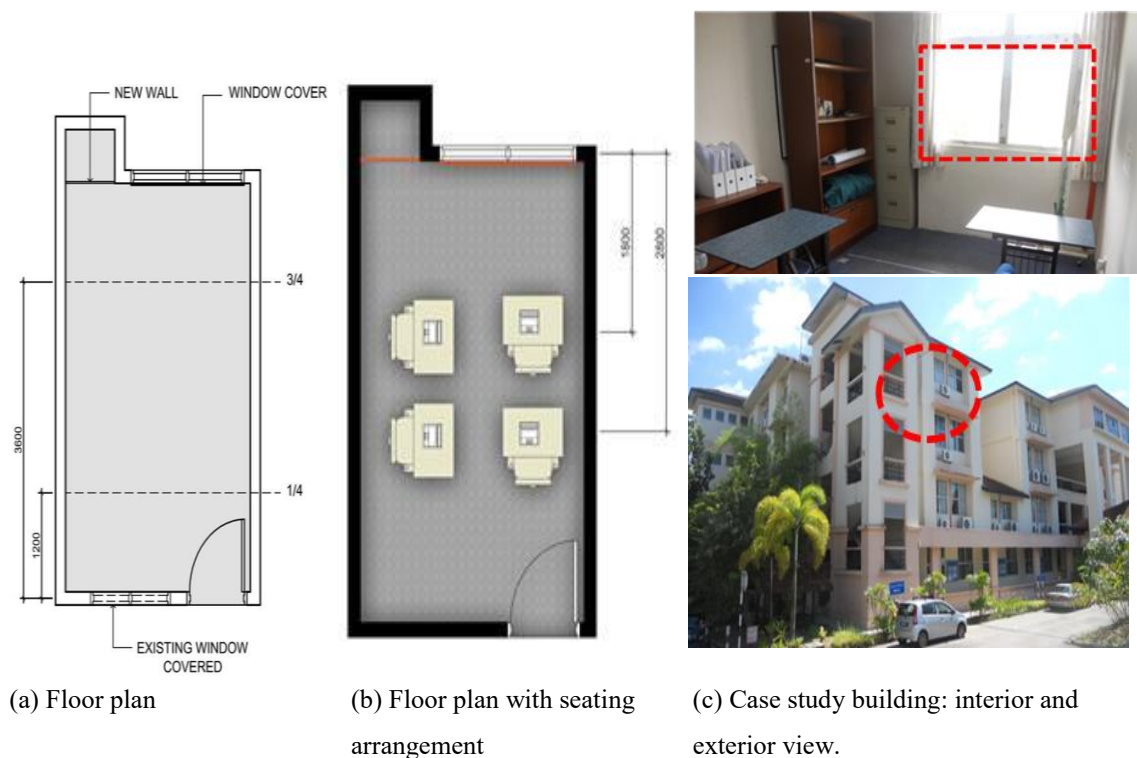 NEW WALL
WINDOW COVER
3/4
3600
1/4
1200
EXISTING WINDOW
COVERED
1800
2800
(a) Floor plan
(b) Floor plan with seating
arrangement
(c) Case study building: interior and
exterior view.